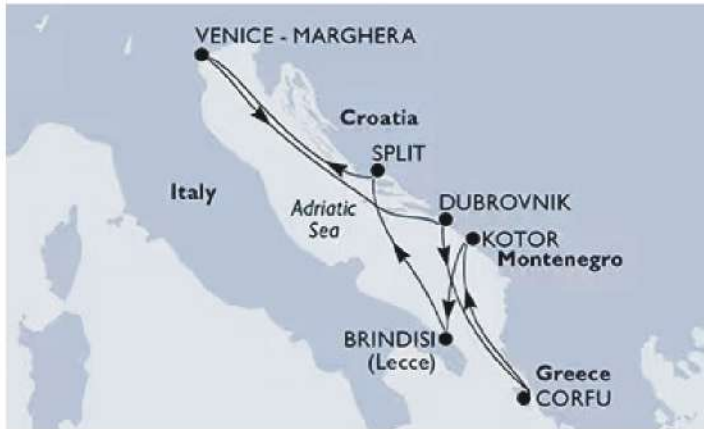 VENICE - MARGHERA
Croatia
SPLIT
Italy
Adriatic
Sea
DUBROVNIK
KOTOR
Montenegro
BRINDISI
(Lecce)
Greece
CORFU